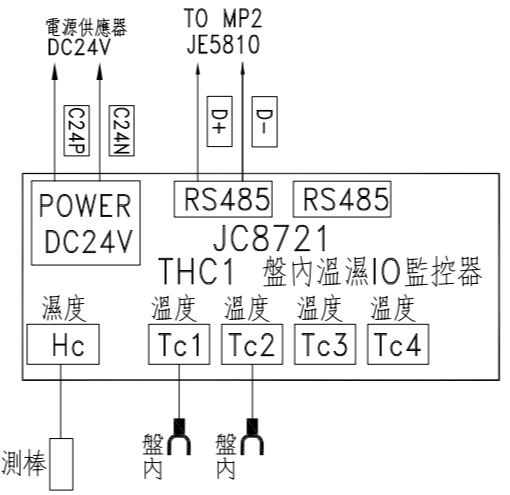 電源供應器
DC24V
TO MP2
JE5810
C24P
C24N
D+
D-
POWER
DC24V
RS485
RS485
JC8721
THC1 盤內溫濕IO監控器
濕度
溫度
溫度
溫度
溫度
Hc
Tc1
Tc2
Tc3
Tc4
測棒
盤內
盤內